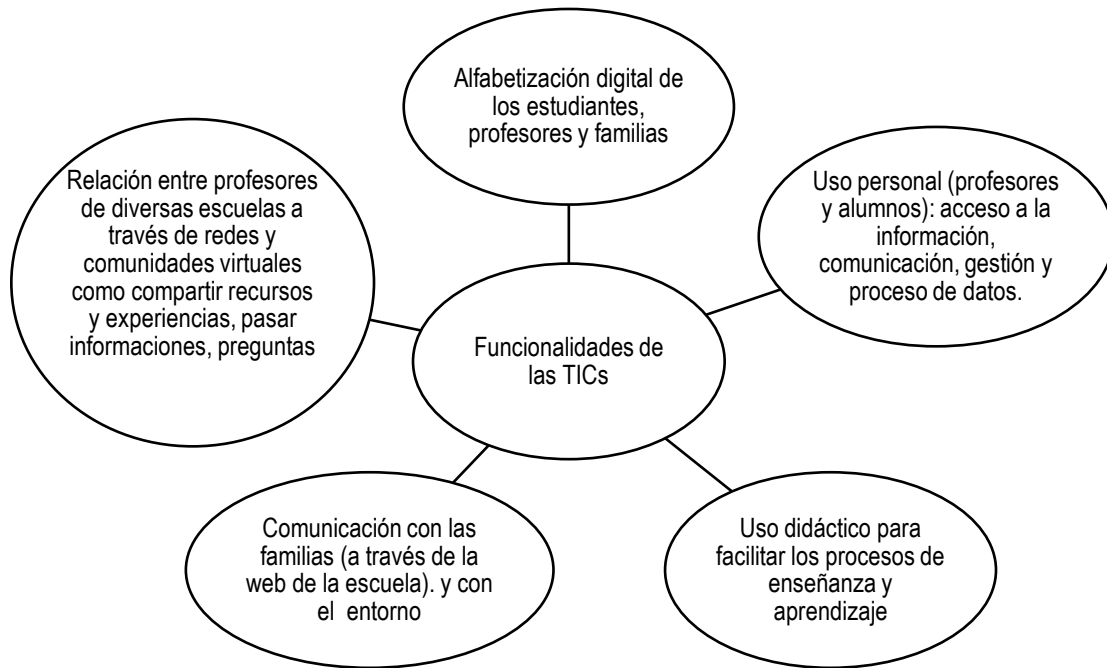 Alfabetización digital de
los estudiantes,
profesores y familias
Relación entre profesores
de diversas escuelas a
través de redes y
comunidades virtuales
como compartir recursos
y experiencias, pasar
informaciones, preguntas
Uso personal (profesores
y alumnos): acceso a la
información,
comunicación, gestión y
proceso de datos.
Funcionalidades de
las TICs
Comunicación con las
familias (a través de la
web de la escuela). y con
el entorno
Uso didáctico para
facilitar los procesos de
enseñanza y
aprendizaje